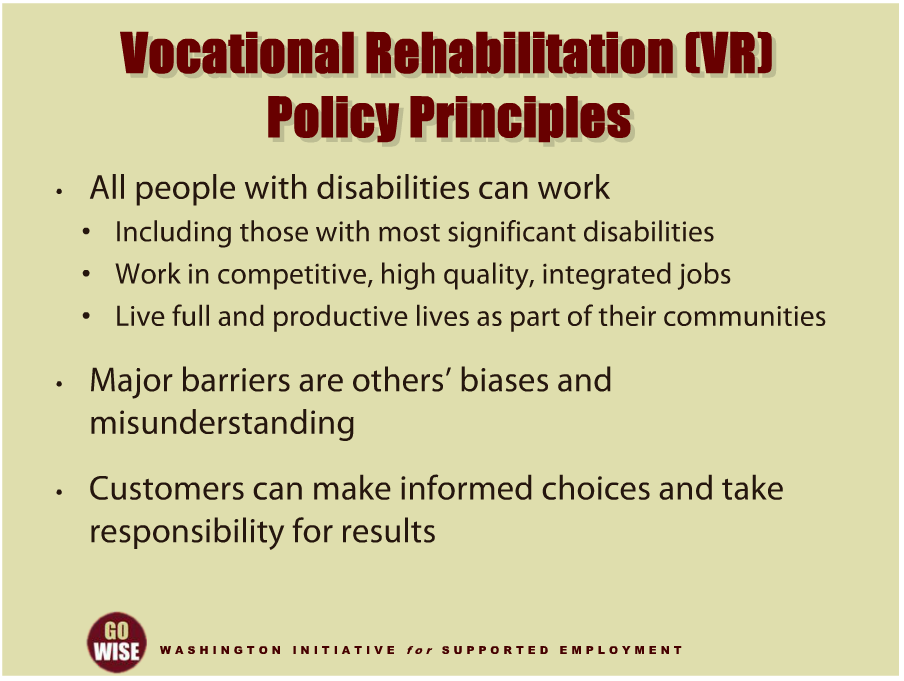 Vocational Rehabilitation (VR)
Policy Principles
• All people with disabilities can work
• Including those with most significant disabilities
• Work in competitive, high quality, integrated jobs
• Live full and productive lives as part of their communities
• Major barriers are others’ biases and
misunderstanding
• Customers can make informed choices and take
responsibility for results
GO
WISE
WASHINGTON INITIATIVE for SUPPORTED EMPLOYMENT